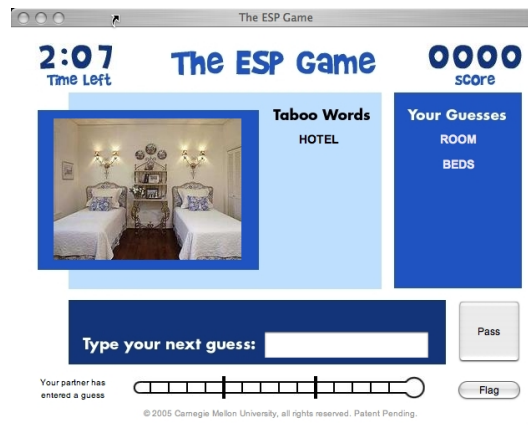 The ESP Game
2:07
Time Left
The ESP Game
0000
score
Taboo Words
HOTEL
Your Guesses
ROOM
BEDS
Type your next guess:
Pass
Your partner has
entered a guess
Flag
© 2005 Carnegie Mellon University, all rights reserved. Patent Pending.